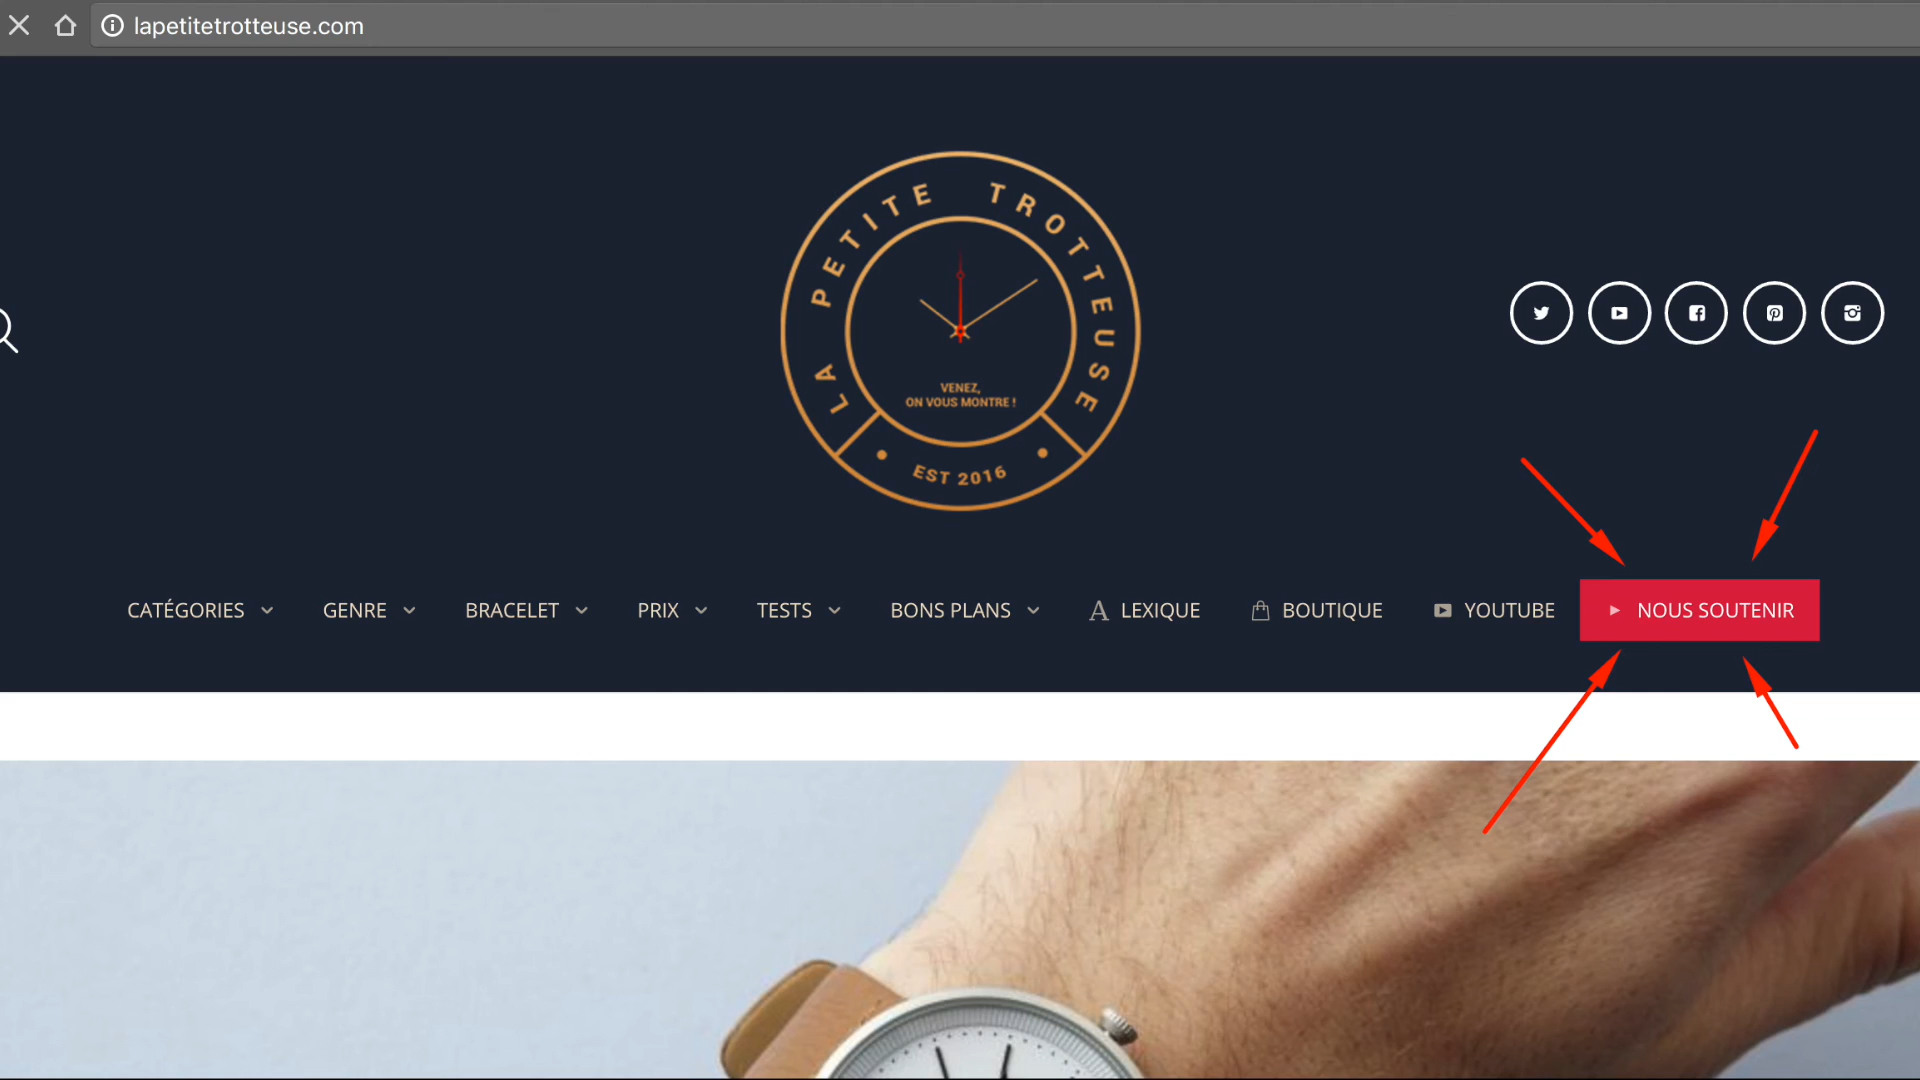 lapetitetrotteuse.com
LA PETITE TROTTEUSE
VENEZ,
ON VOUS MONTRE !
EST 2016
CATÉGORIES GENRE BRACELET PRIX TESTS BONS PLANS LEXIQUE BOUTIQUE YOUTUBE NOUS SOUTENIR